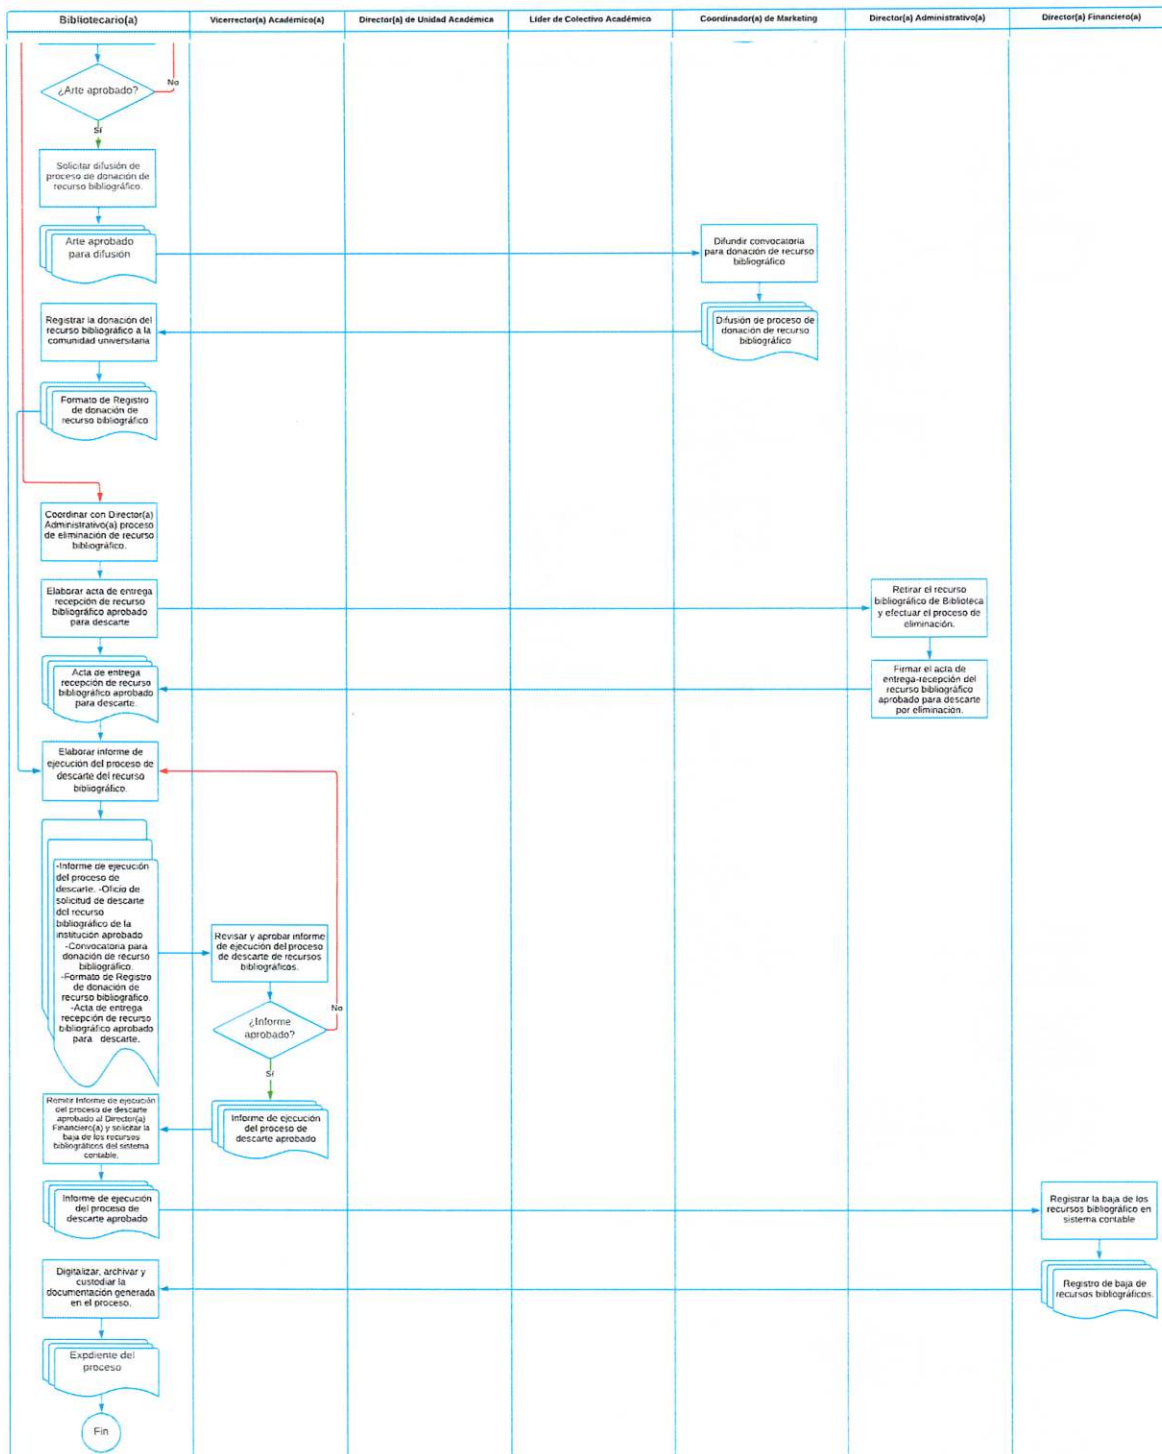 Bibliotecario(a)
Vicerrector(a) Académico(a)
Director(a) de Unidad Académica
Líder de Colectivo Académico
Coordinador(a) de Marketing
Director(a) Administrativo(a)
Director(a) Financiero(a)
¿Arte aprobado?
No
Sí
Solicitar difusión de
proceso de donación de
recurso bibliográfico.
Arte aprobado
para difusión
Difundir convocatoria
para donación de recurso
bibliográfico
Difusión de proceso de
donación de recurso
bibliográfico
Registrar la donación del
recurso bibliográfico a la
comunidad universitaria
Formato de Registro
de donación de
recurso bibliográfico
Coordinar con Director(a)
Administrativo(a) proceso
de eliminación de recurso
bibliográfico.
Elaborar acta de entrega
recepción de recurso
bibliográfico aprobado
para descarte
Retirar el recurso
bibliográfico de Biblioteca
y efectuar el proceso de
eliminación.
Firmar el acta de
entrega-recepción del
recurso bibliográfico
aprobado para descarte
por eliminación.
Acta de entrega
recepción de recurso
bibliográfico aprobado
para descarte.
Elaborar informe de
ejecución del proceso de
descarte del recurso
bibliográfico.
-Informe de ejecución
del proceso de
descarte. -Oficio de
solicitud de descarte
del recurso
bibliográfico de la
institución aprobado
-Convocatoria para
donación de recurso
bibliográfico.
-Formato de Registro
de donación de
recurso bibliográfico.
-Acta de entrega
recepción de recurso
bibliográfico aprobado
para descarte.
Revisar y aprobar informe
de ejecución del proceso
de descarte de recursos
bibliográficos.
¿Informe
aprobado?
No
Sí
Informe de ejecución
del proceso de
descarte aprobado
Remitir Informe de ejecución
del proceso de descarte
aprobado al Director(a)
Financiero(a) y solicitar la
baja de los recursos
bibliográficos del sistema
contable.
Informe de ejecución
del proceso de
descarte aprobado
Registrar la baja de los
recursos bibliográfico en
sistema contable
Registro de baja de
recursos bibliográficos.
Digitalizar, archivar y
custodiar la
documentación generada
en el proceso.
Expdiente del
proceso
Fin